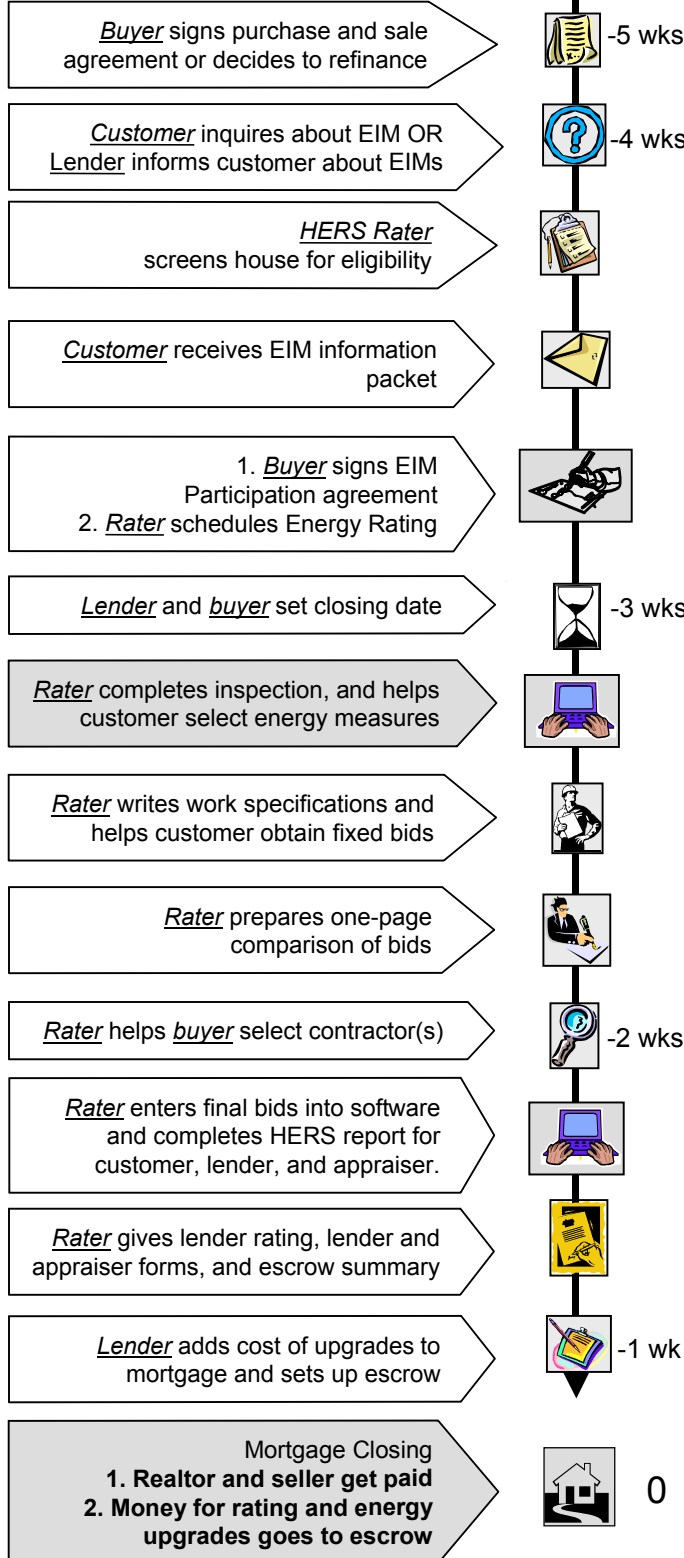 Buyer signs purchase and sale
agreement or decides to refinance
-5 wks
Customer inquires about EIM OR
Lender informs customer about EIMs
-4 wks
HERS Rater
screens house for eligibility
Customer receives EIM information
packet
1. Buyer signs EIM
Participation agreement
2. Rater schedules Energy Rating
Lender and buyer set closing date
-3 wks
Rater completes inspection, and helps
customer select energy measures
Rater writes work specifications and
helps customer obtain fixed bids
Rater prepares one-page
comparison of bids
Rater helps buyer select contractor(s)
-2 wks
Rater enters final bids into software
and completes HERS report for
customer, lender, and appraiser.
Rater gives lender rating, lender and
appraiser forms, and escrow summary
Lender adds cost of upgrades to
mortgage and sets up escrow
-1 wk
Mortgage Closing
1. Realtor and seller get paid
2. Money for rating and energy
upgrades goes to escrow
0